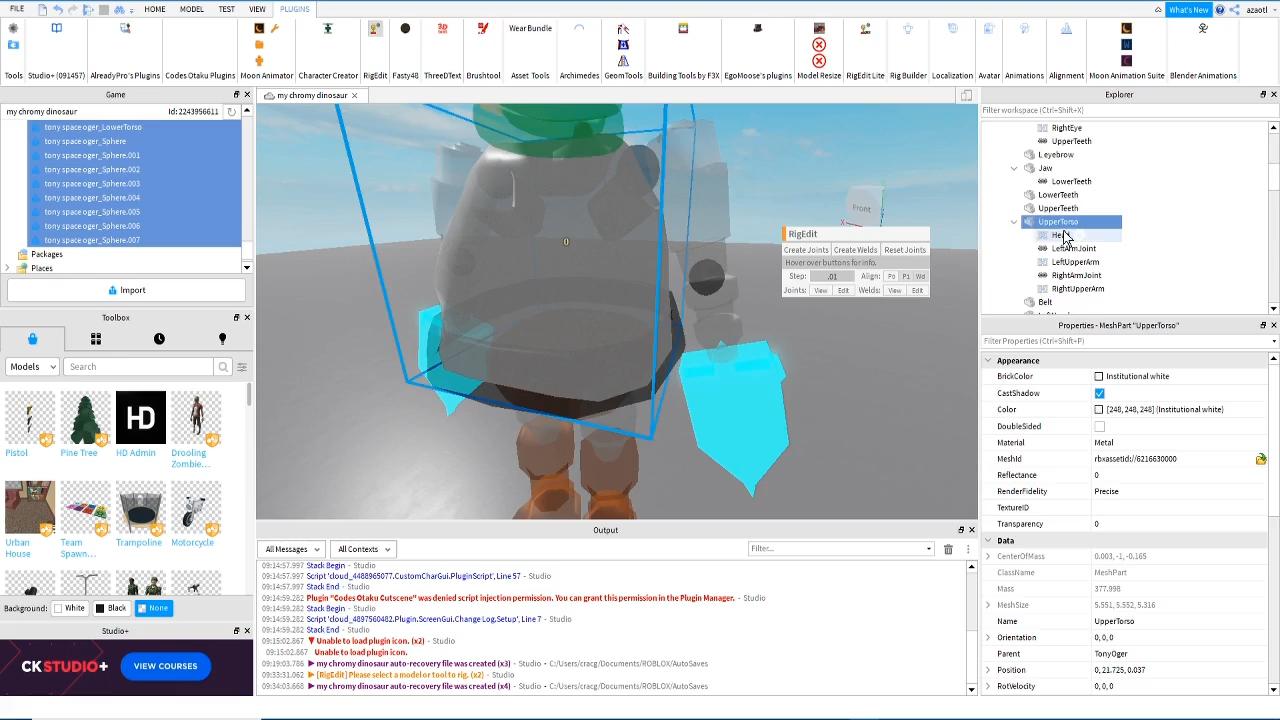 FILE HOME MODEL TEST VIEW PLUGINS What's New azaotl
Tools Studio+ (091457) AlreadyPro's Plugins Codes Otaku Plugins Moon Animator Character Creator RigEdit Fasty48 ThreeDText Brushtool Wear Bundle Asset Tools Archimedes GeomTools Building Tools by F3X EgoMoose's plugins Model Resize RigEdit Lite Rig Builder Localization Avatar Animations Alignment Moon Animation Suite Blender Animations
Game
my chromy dinosaur Id: 2243956611
tony space oger_LowerTorso
tony space oger_Sphere
tony space oger_Sphere.001
tony space oger_Sphere.002
tony space oger_Sphere.003
tony space oger_Sphere.004
tony space oger_Sphere.005
tony space oger_Sphere.006
tony space oger_Sphere.007
Packages
Places
Import
Toolbox
Models Search
HD
Pistol Pine Tree HD Admin Drooling Zombie...
Urban House Team Spawn... Trampoline Motorcycle
Background: White Black None
Studio+
CKSTUDIO+ VIEW COURSES
my chromy dinosaur
0
Front
X
RigEdit
Create Joints Create Welds Reset Joints
Hover over buttons for info.
Step: .01 Align: Po P1 Wd
Joints: View Edit Welds: View Edit
Output
All Messages All Contexts Filter...
09:14:57.997 Stack Begin - Studio
09:14:57.997 Script 'cloud_4488965077.CustomCharGui.PluginScript', Line 57 - Studio
09:14:57.997 Stack End - Studio
09:14:59.282 Plugin "Codes Otaku Cutscene" was denied script injection permission. You can grant this permission in the Plugin Manager. - Studio
09:14:59.282 Stack Begin - Studio
09:14:59.282 Script 'cloud_4897560482.Plugin.ScreenGui.Change Log.Setup', Line 7 - Studio
09:14:59.282 Stack End - Studio
09:15:02.867 Unable to load plugin icon. (x2) - Studio
09:15:02.867 Unable to load plugin icon.
09:19:03.786 my chromy dinosaur auto-recovery file was created (x3) - Studio - C:/Users/cracg/Documents/ROBLOX/AutoSaves
09:33:31.062 [RigEdit] Please select a model or tool to rig. (x2) - Studio
09:34:03.668 my chromy dinosaur auto-recovery file was created (x4) - Studio - C:/Users/cracg/Documents/ROBLOX/AutoSaves
Explorer
Filter workspace (Ctrl+Shift+X)
RightEye
UpperTeeth
L eyebrow
Jaw
LowerTeeth
LowerTeeth
UpperTeeth
UpperTorso
LeftArmJoint
LeftUpperArm
RightArmJoint
RightUpperArm
Belt
Properties - MeshPart "UpperTorso"
Filter Properties (Ctrl+Shift+P)
Appearance
BrickColor Institutional white
CastShadow
Color [248, 248, 248] (Institutional white)
DoubleSided
Material Metal
MeshId rbxassetid://6216630000
Reflectance 0
RenderFidelity Precise
TextureID
Transparency 0
Data
CenterOfMass 0.003, -1, -0.165
ClassName MeshPart
Mass 377.998
MeshSize 5.551, 5.552, 5.316
Name UpperTorso
Orientation 0, 0, 0
Parent TonyOger
Position 0, 21.725, 0.037
RotVelocity 0, 0, 0